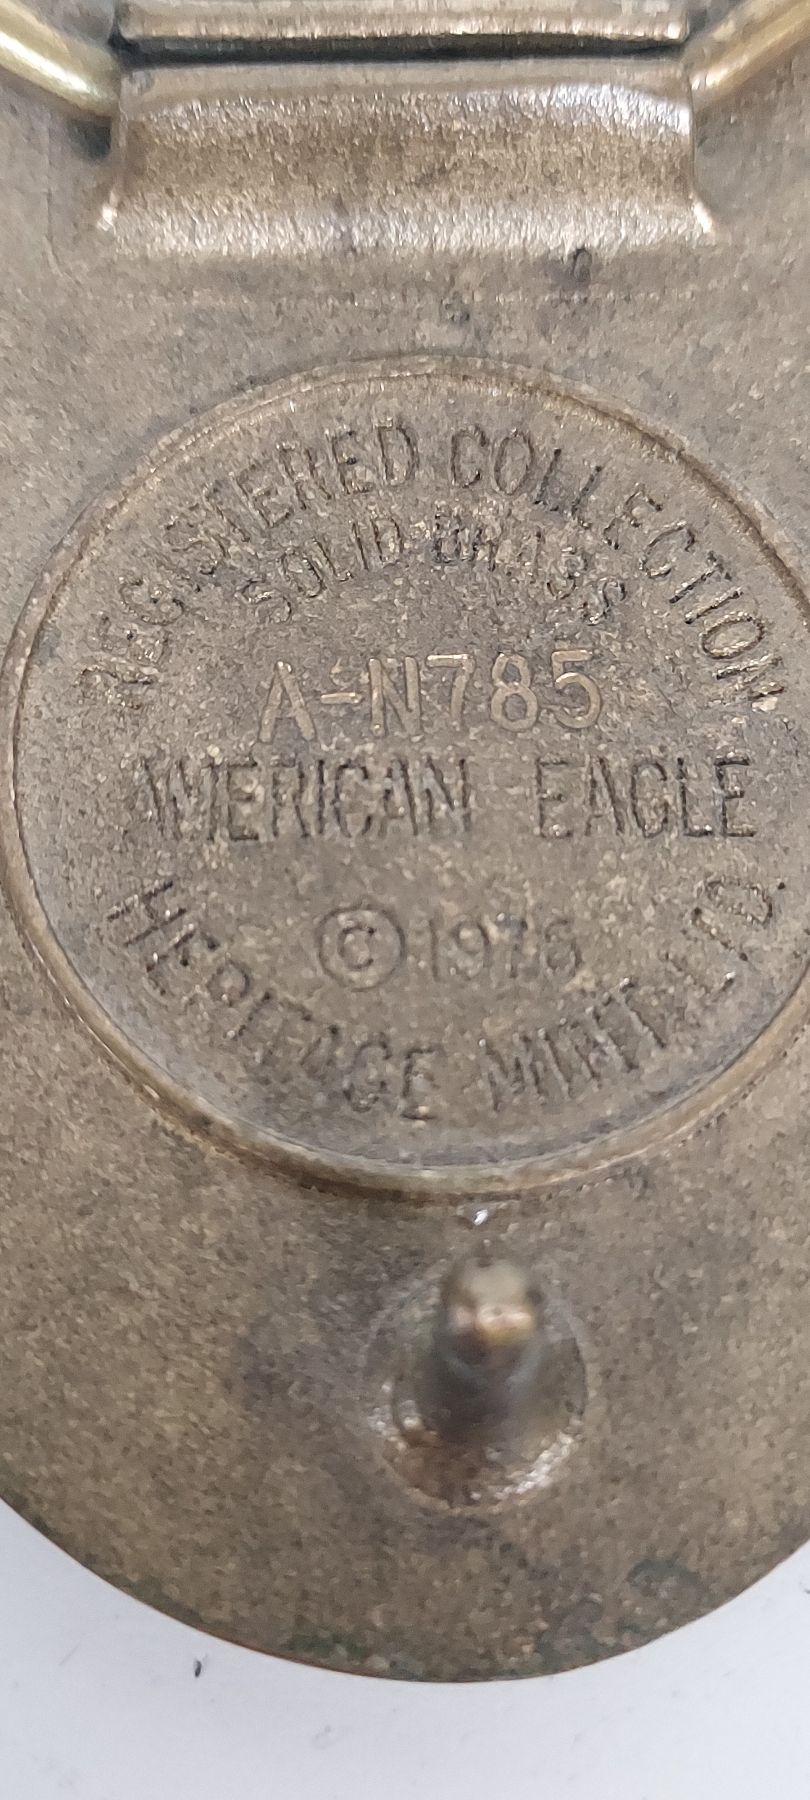 REGISTERED COLLECTION
SOLID BRASS
A-N785
AMERICAN EAGLE
©1976
HERITAGE MINT LTD.